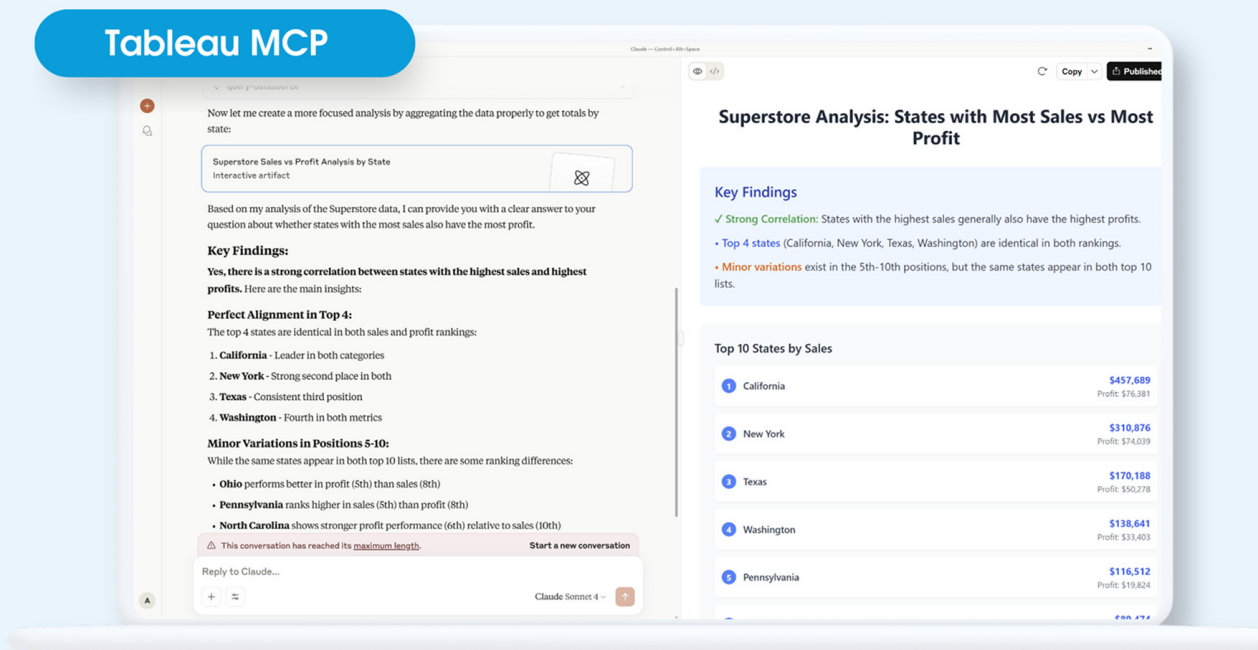 Tableau MCP
Claude — Control+Alt+Space
query-datasource
Copy
Published
Now let me create a more focused analysis by aggregating the data properly to get totals by
state:
Superstore Sales vs Profit Analysis by State
Interactive artifact
Based on my analysis of the Superstore data, I can provide you with a clear answer to your
question about whether states with the most sales also have the most profit.
Key Findings:
Yes, there is a strong correlation between states with the highest sales and highest
profits. Here are the main insights:
Perfect Alignment in Top 4:
The top 4 states are identical in both sales and profit rankings:
1. California - Leader in both categories
2. New York - Strong second place in both
3. Texas - Consistent third position
4. Washington - Fourth in both metrics
Minor Variations in Positions 5-10:
While the same states appear in both top 10 lists, there are some ranking differences:
• Ohio performs better in profit (5th) than sales (8th)
• Pennsylvania ranks higher in sales (5th) than profit (8th)
• North Carolina shows stronger profit performance (6th) relative to sales (10th)
This conversation has reached its maximum length.
Start a new conversation
Reply to Claude...
Claude Sonnet 4
A
Superstore Analysis: States with Most Sales vs Most
Profit
Key Findings
✓ Strong Correlation: States with the highest sales generally also have the highest profits.
• Top 4 states (California, New York, Texas, Washington) are identical in both rankings.
• Minor variations exist in the 5th-10th positions, but the same states appear in both top 10
lists.
Top 10 States by Sales
1 California
$457,689
Profit: $76,381
2 New York
$310,876
Profit: $74,039
3 Texas
$170,188
Profit: $50,278
4 Washington
$138,641
Profit: $33,403
5 Pennsylvania
$116,512
Profit: $19,824